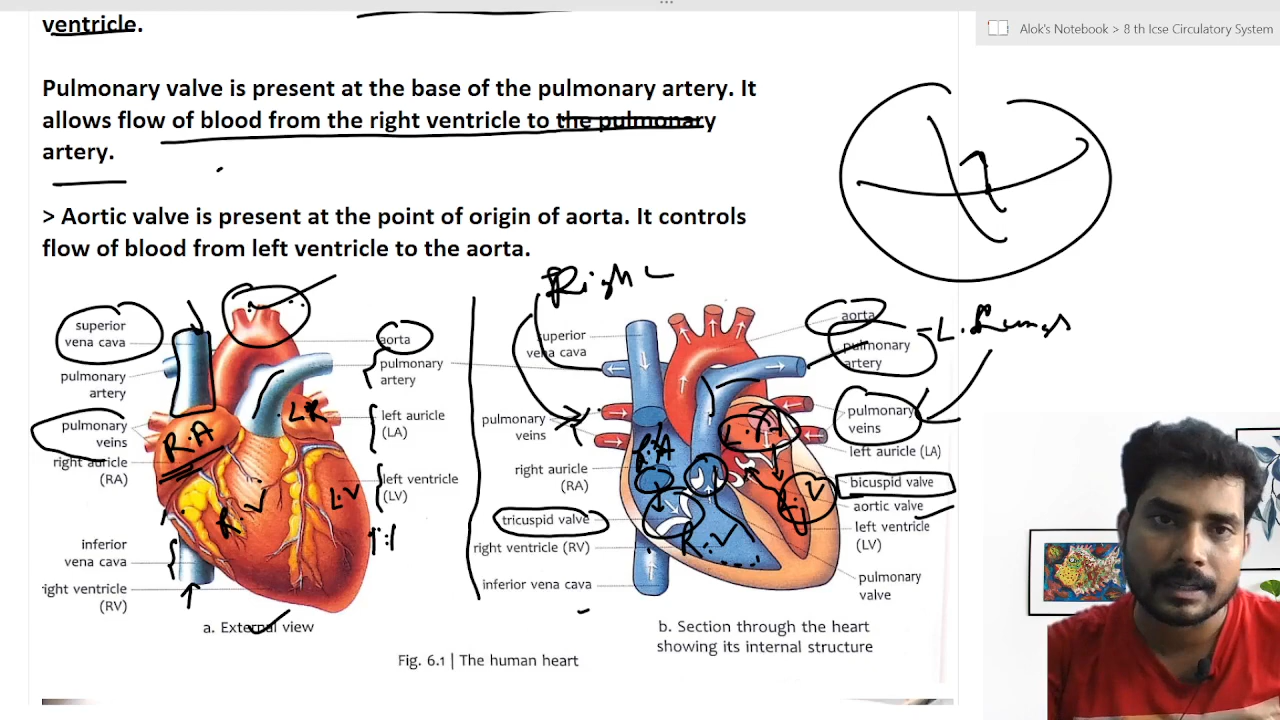 ventricle.
Alok's Notebook > 8 th Icse Circulatory System
Pulmonary valve is present at the base of the pulmonary artery. It
allows flow of blood from the right ventricle to the pulmonary
artery.
> Aortic valve is present at the point of origin of aorta. It controls
flow of blood from left ventricle to the aorta.
superior
vena cava
pulmonary
artery
pulmonary
veins
right auricle
(RA)
inferior
vena cava
right ventricle
(RV)
aorta
pulmonary
artery
left auricle
(LA)
left ventricle
(LV)
R.A
R.V
L.V
a. External view
Right
superior
vena cava
pulmonary
veins
right auricle
(RA)
tricuspid valve
right ventricle (RV)
inferior vena cava
R.A
R.V
L.A
L.V
aorta
pulmonary
artery
L. Lungs
pulmonary
veins
left auricle (LA)
bicuspid valve
aortic valve
left ventricle
(LV)
pulmonary
valve
b. Section through the heart
showing its internal structure
Fig. 6.1 | The human heart